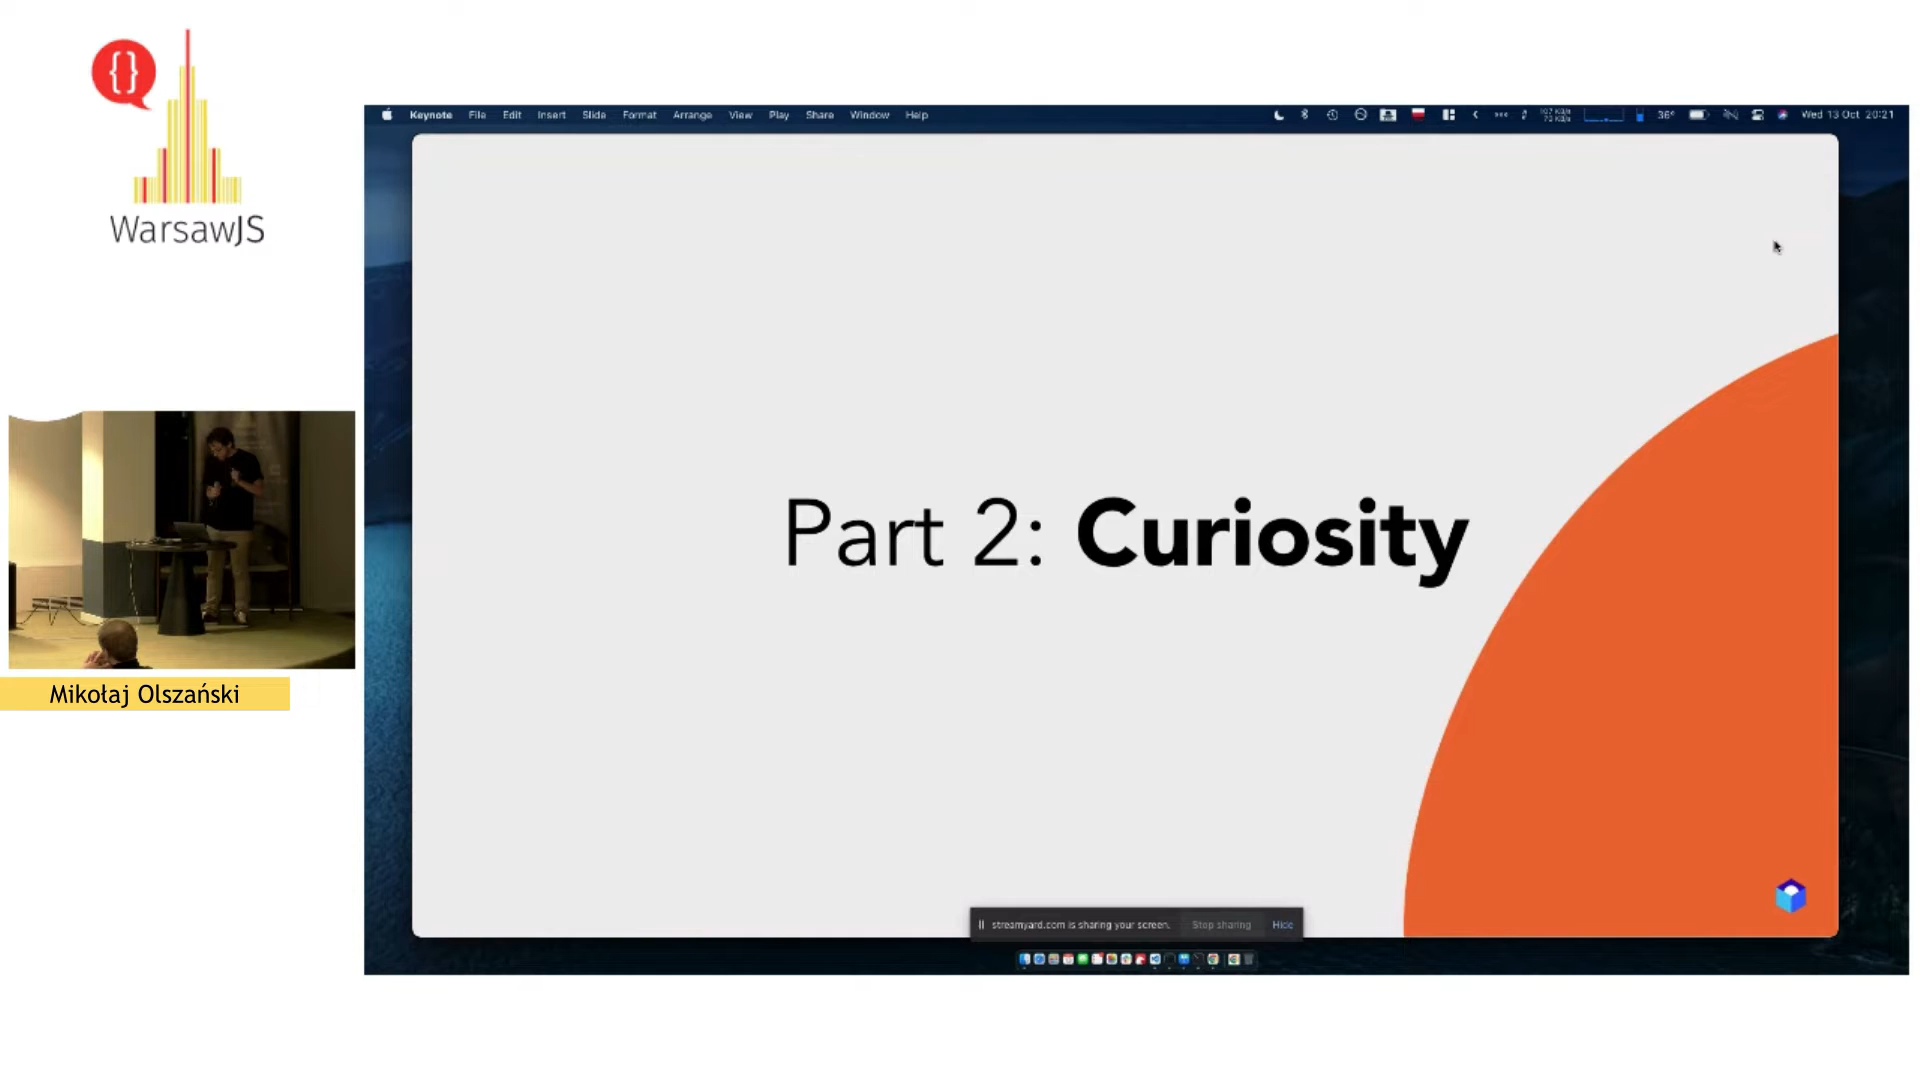 {}
WarsawJS
Keynote File Edit Insert Slide Format Arrange View Play Share Window Help
36° Wed 13 Oct 20:21
Part 2: Curiosity
Mikołaj Olszański
streamyard.com is sharing your screen. Stop sharing Hide